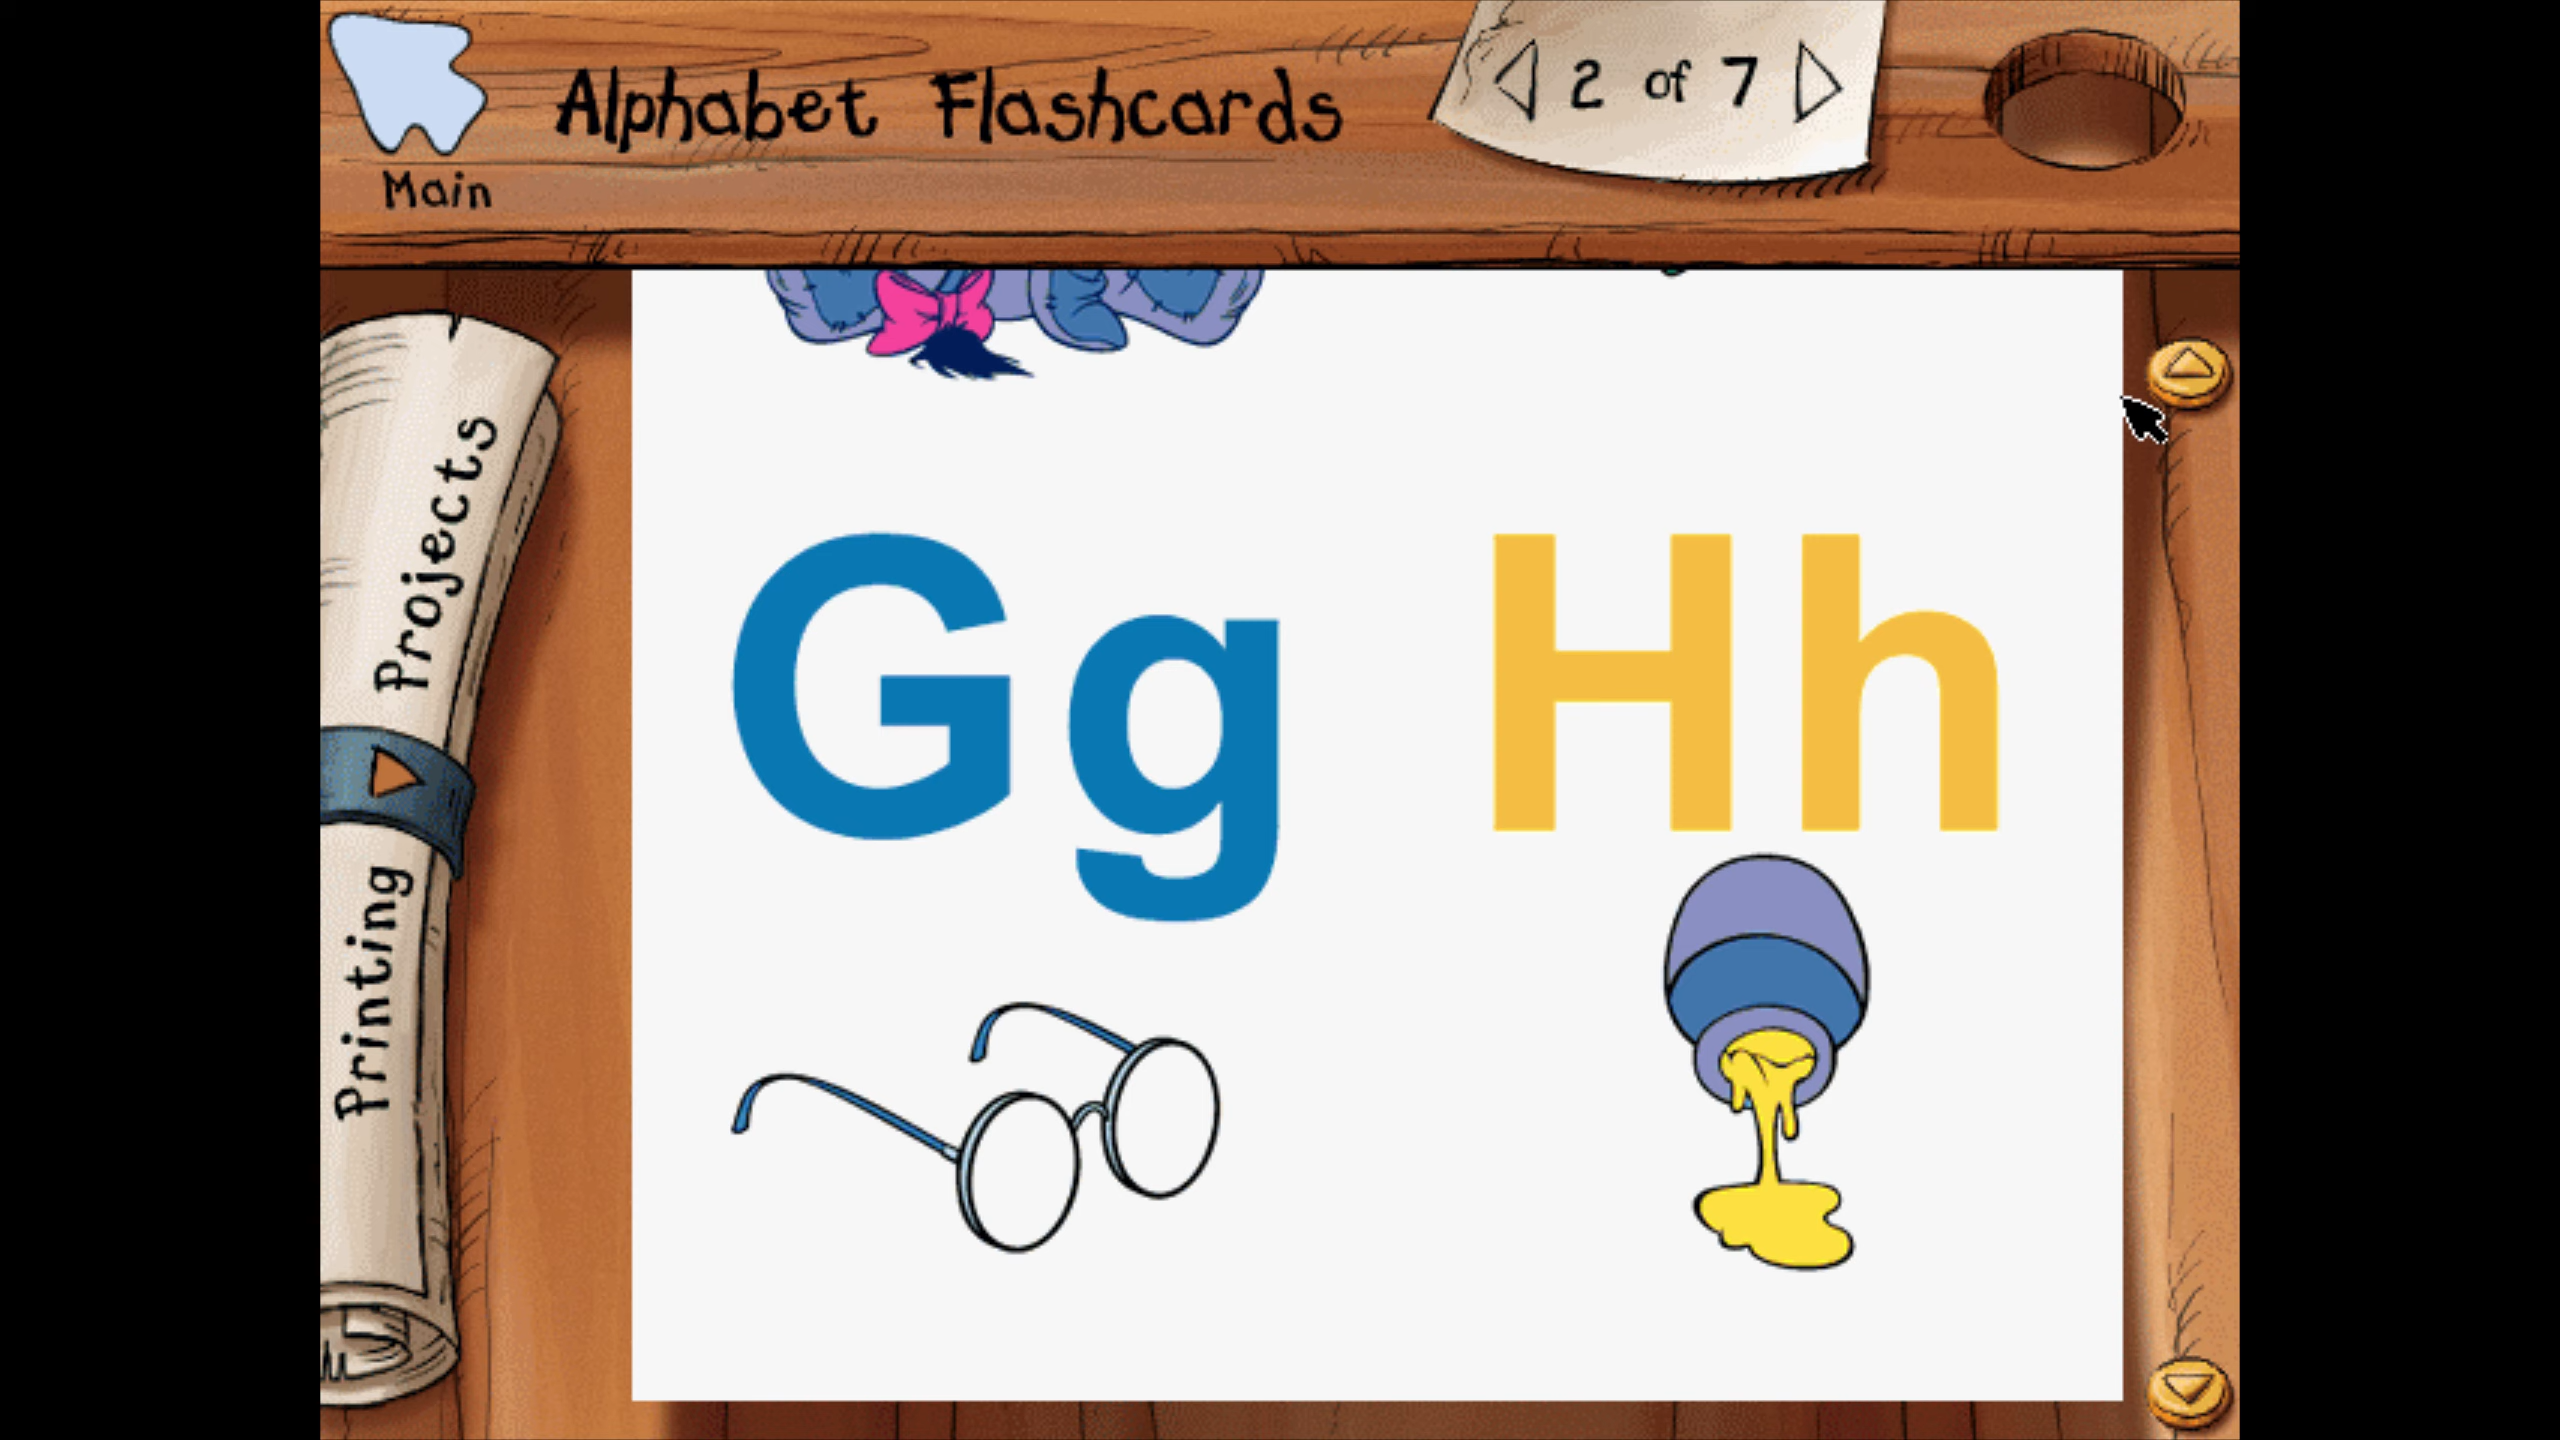 Alphabet Flashcards
2 of 7
Main
Projects
Printing
Gg
Hh